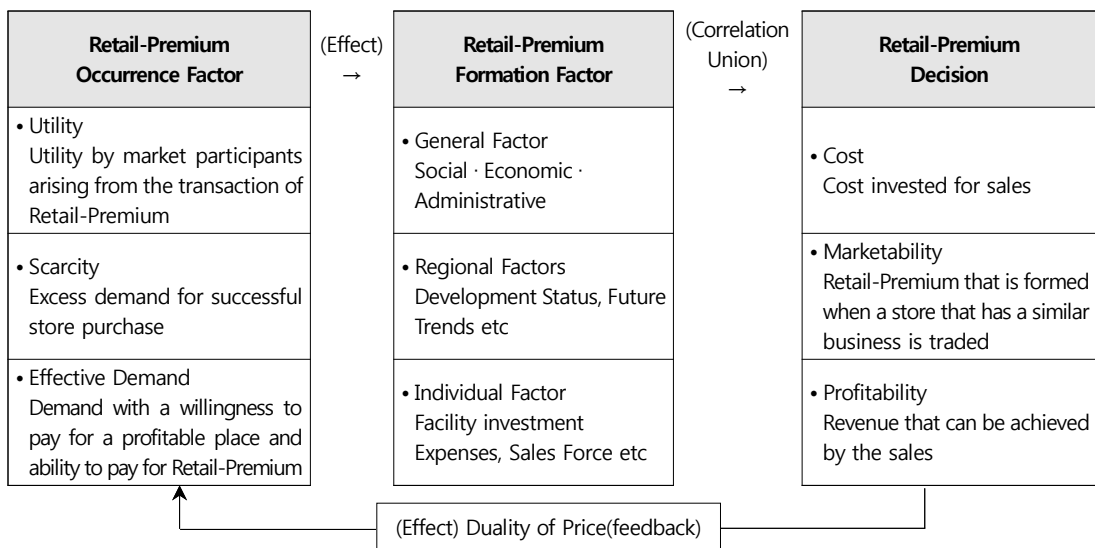 Retail-Premium
Occurrence Factor
• Utility
Utility by market participants
arising from the transaction of
Retail-Premium
• Scarcity
Excess demand for successful
store purchase
• Effective Demand
Demand with a willingness to
pay for a profitable place and
ability to pay for Retail-Premium
(Effect)
→
Retail-Premium
Formation Factor
• General Factor
Social · Economic ·
Administrative
• Regional Factors
Development Status, Future
Trends etc
• Individual Factor
Facility investment
Expenses, Sales Force etc
(Correlation
Union)
→
Retail-Premium
Decision
• Cost
Cost invested for sales
• Marketability
Retail-Premium that is formed
when a store that has a similar
business is traded
• Profitability
Revenue that can be achieved
by the sales
(Effect) Duality of Price(feedback)